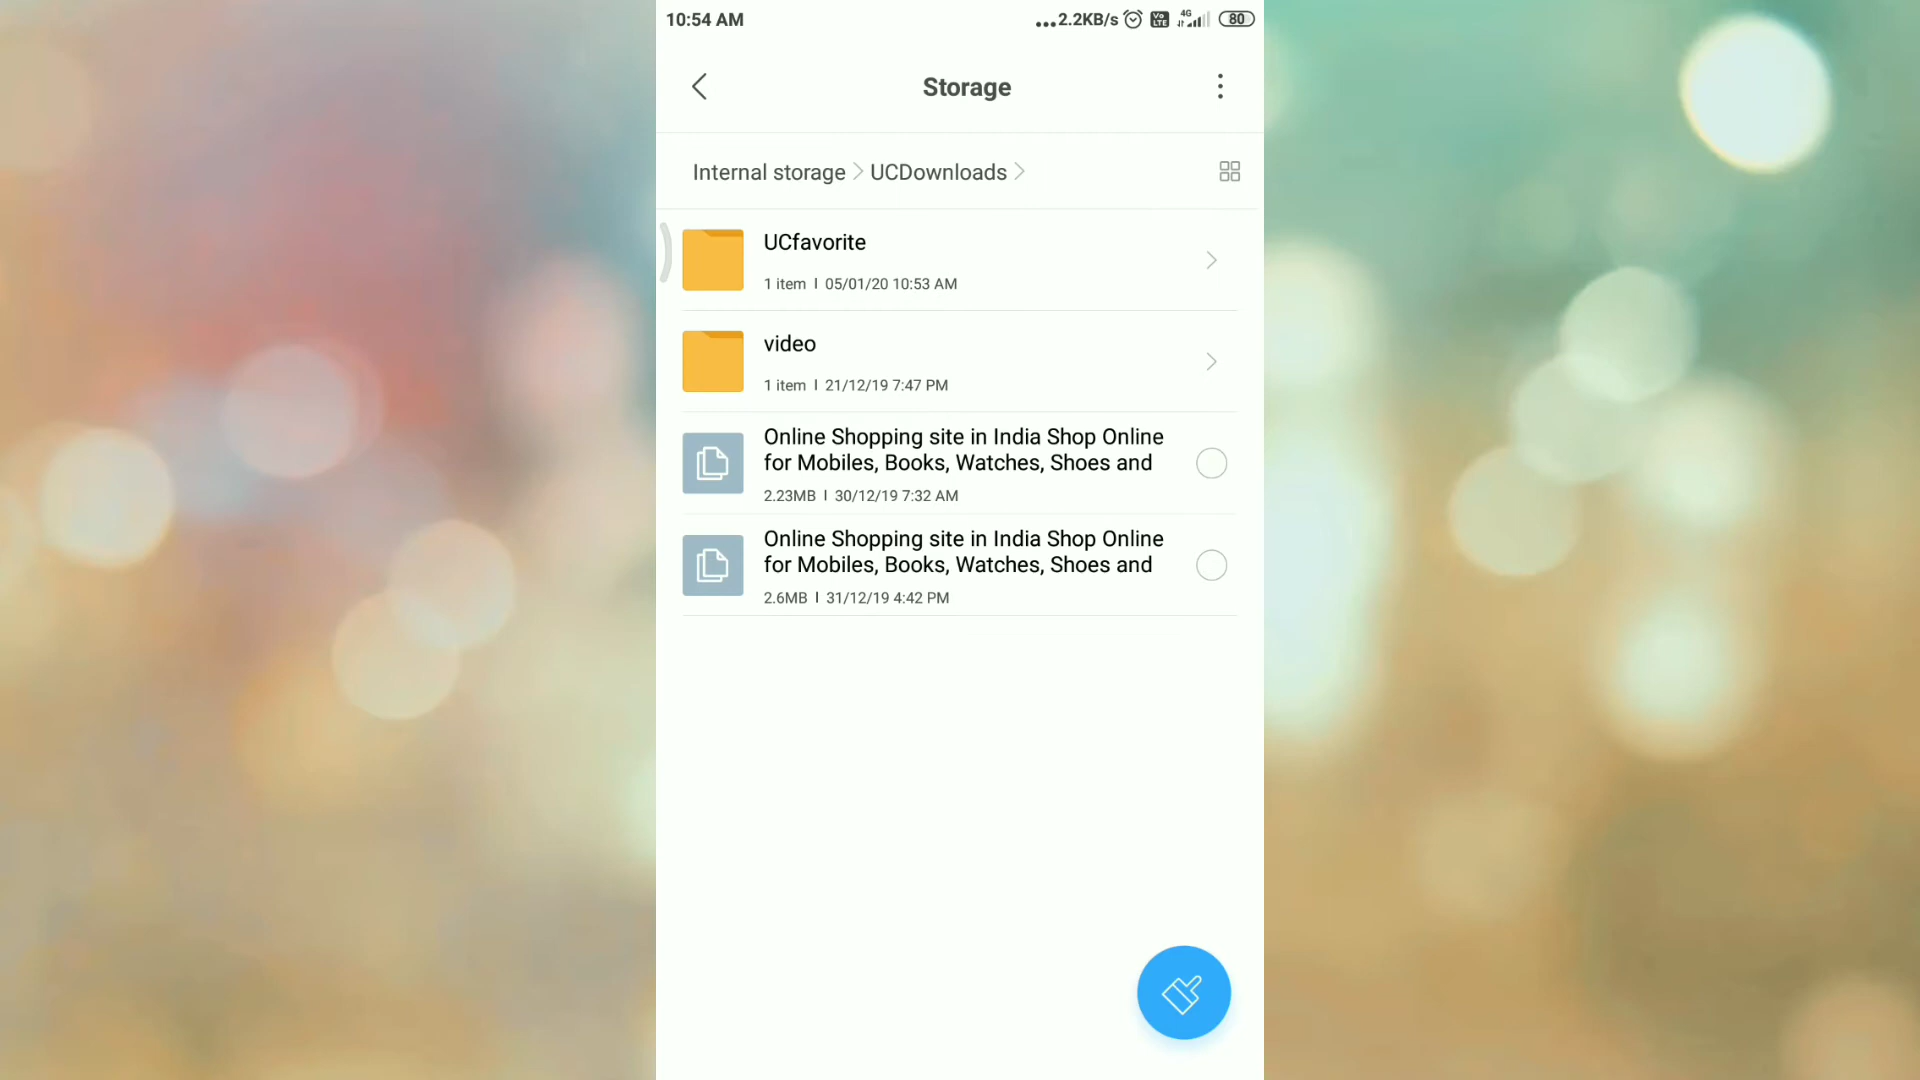 10:54 AM
...2.2KB/s Vo LTE 4G 80
Storage
Internal storage > UCDownloads >
UCfavorite
1 item | 05/01/20 10:53 AM
video
1 item | 21/12/19 7:47 PM
Online Shopping site in India Shop Online
for Mobiles, Books, Watches, Shoes and
2.23MB | 30/12/19 7:32 AM
Online Shopping site in India Shop Online
for Mobiles, Books, Watches, Shoes and
2.6MB | 31/12/19 4:42 PM